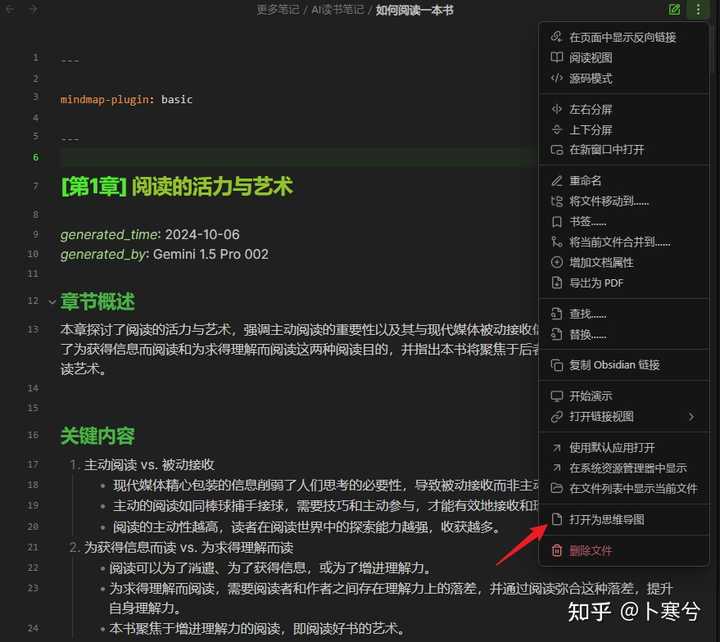 更多笔记 / AI读书笔记 / 如何阅读一本书
1 ---
2
3 mindmap-plugin: basic
4
5 ---
6
7 [第1章] 阅读的活力与艺术
8
9 generated_time: 2024-10-06
10 generated_by: Gemini 1.5 Pro 002
11
12 章节概述
13 本章探讨了阅读的活力与艺术，强调主动阅读的重要性以及其与现代媒体被动接收
了为获得信息而阅读和为求得理解而阅读这两种阅读目的，并指出本书将聚焦于后
读艺术。
14
15
16 关键内容
17 1. 主动阅读 vs. 被动接收
18 • 现代媒体精心包装的信息削弱了人们思考的必要性，导致被动接收而非主
19 • 主动的阅读如同棒球捕手接球，需要技巧和主动参与，才能有效地接收和
20 • 阅读的主动性越高，读者在阅读世界中的探索能力越强，收获越多。
21 2. 为获得信息而读 vs. 为求得理解而读
22 • 阅读可以为了消遣、为了获得信息，或为了增进理解力。
23 • 为求得理解而阅读，需要阅读者和作者之间存在理解力上的落差，并通过阅读弥合这种落差，提升
自身理解力。
24 • 本书聚焦于增进理解力的阅读，即阅读好书的艺术。
在页面中显示反向链接
阅读视图
源码模式
左右分屏
上下分屏
在新窗口中打开
重命名
将文件移动到......
书签......
将当前文件合并到......
增加文档属性
导出为 PDF
查找......
替换......
复制 Obsidian 链接
开始演示
打开链接视图
使用默认应用打开
在系统资源管理器中显示
在文件列表中显示当前文件
打开为思维导图
删除文件
知乎 @卜寒兮